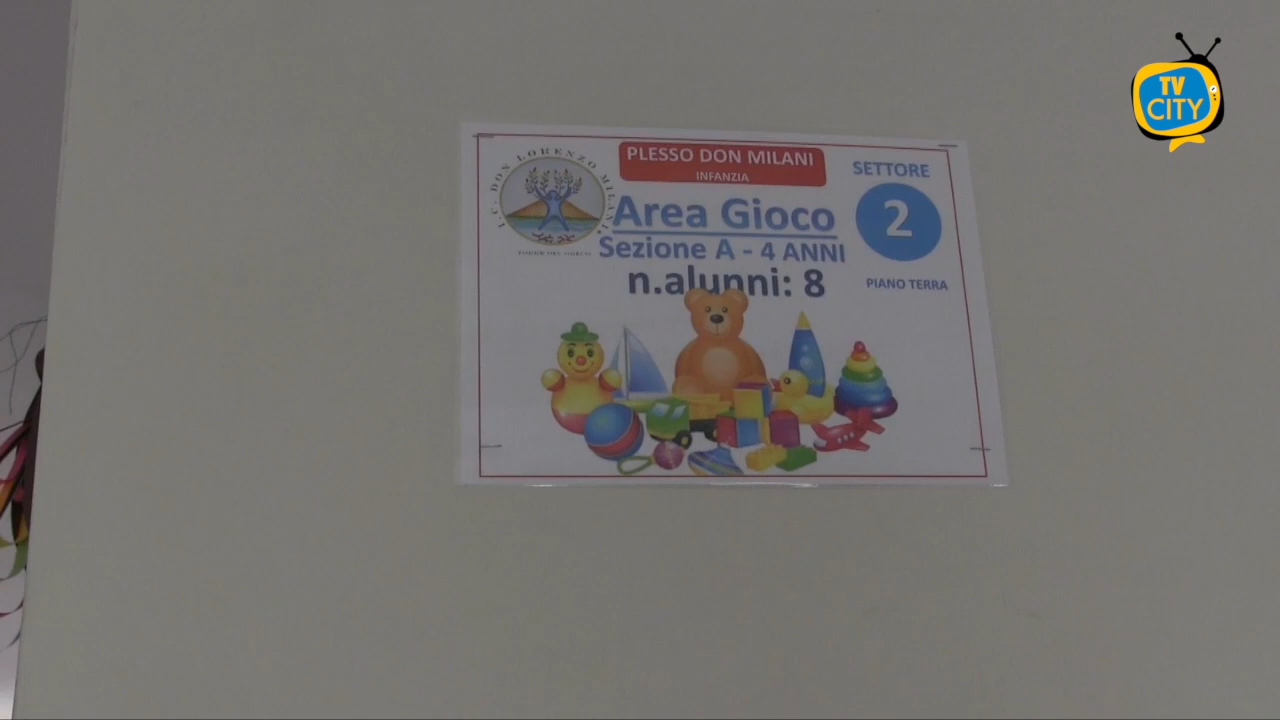 TV
CITY
I.C. DON LORENZO MILANI
PLESSO DON MILANI
INFANZIA
SETTORE
2
Area Gioco
Sezione A - 4 ANNI
n.alunni: 8
PIANO TERRA